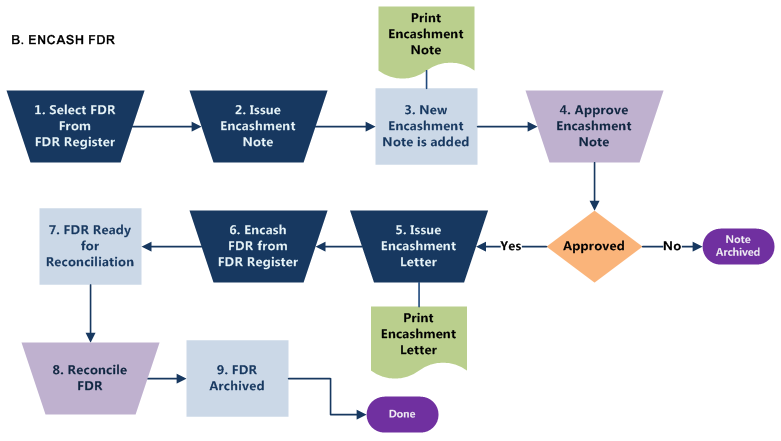 B. ENCASH FDR
Print
Encashment
Note
1. Select FDR
From
FDR Register
2. Issue
Encashment
Note
3. New
Encashment
Note is added
4. Approve
Encashment
Note
Approved
Yes
No
Note
Archived
5. Issue
Encashment
Letter
Print
Encashment
Letter
6. Encash
FDR from
FDR Register
7. FDR Ready
for
Reconciliation
8. Reconcile
FDR
9. FDR
Archived
Done